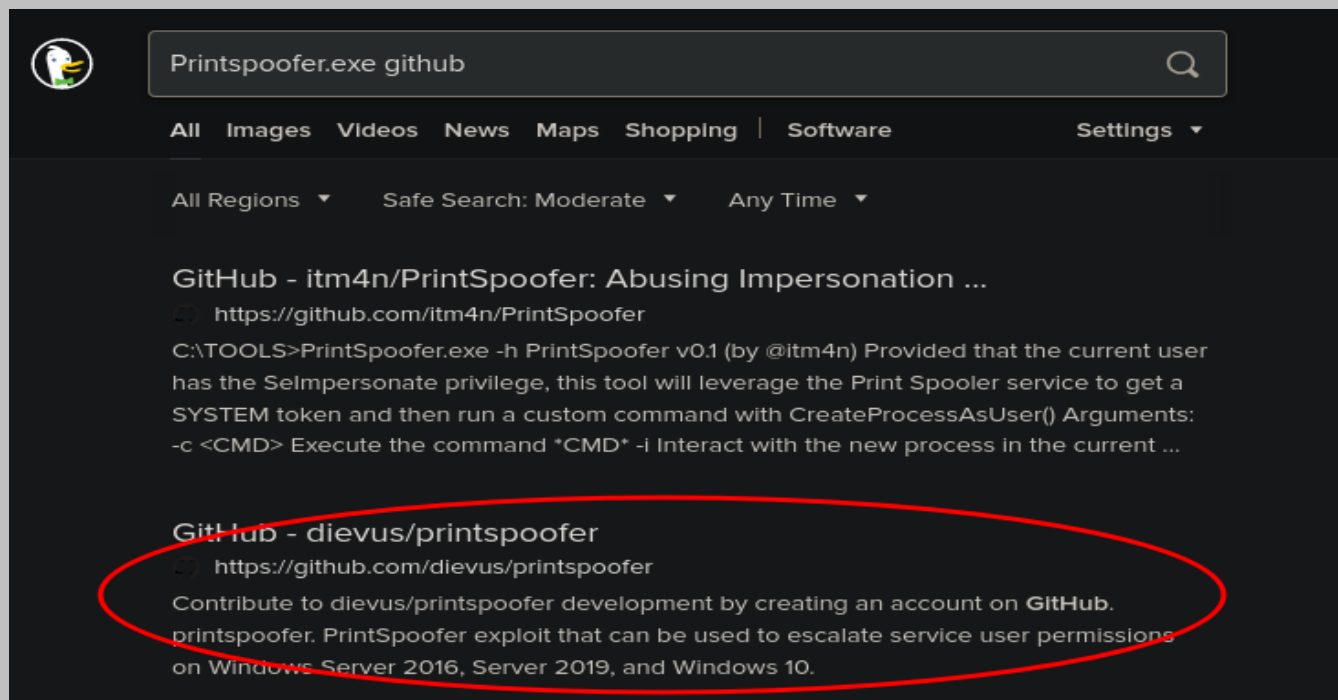 Printspoofer.exe github
All Images Videos News Maps Shopping | Software Settings
All Regions Safe Search: Moderate Any Time
GitHub - itm4n/PrintSpoofer: Abusing Impersonation ...
https://github.com/itm4n/PrintSpoofer
C:\TOOLS>PrintSpoofer.exe -h PrintSpoofer v0.1 (by @itm4n) Provided that the current user
has the SeImpersonate privilege, this tool will leverage the Print Spooler service to get a
SYSTEM token and then run a custom command with CreateProcessAsUser() Arguments:
-c <CMD> Execute the command *CMD* -i Interact with the new process in the current ...
GitHub - dievus/printspoofer
https://github.com/dievus/printspoofer
Contribute to dievus/printspoofer development by creating an account on GitHub.
printspoofer. PrintSpoofer exploit that can be used to escalate service user permissions
on Windows Server 2016, Server 2019, and Windows 10.